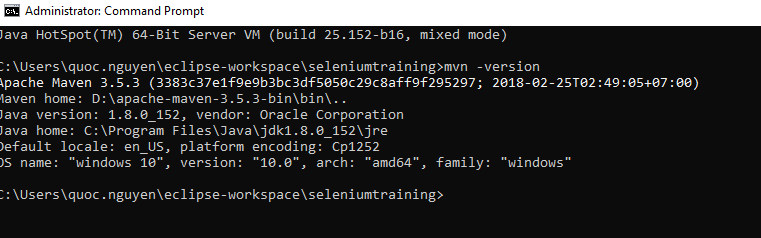 Administrator: Command Prompt
Java HotSpot(TM) 64-Bit Server VM (build 25.152-b16, mixed mode)
C:\Users\quoc.nguyen\eclipse-workspace\seleniumtraining>mvn -version
Apache Maven 3.5.3 (3383c37e1f9e9b3bc3df5050c29c8aff9f295297; 2018-02-25T02:49:05+07:00)
Maven home: D:\apache-maven-3.5.3-bin\bin\..
Java version: 1.8.0_152, vendor: Oracle Corporation
Java home: C:\Program Files\Java\jdk1.8.0_152\jre
Default locale: en_US, platform encoding: Cp1252
OS name: "windows 10", version: "10.0", arch: "amd64", family: "windows"
C:\Users\quoc.nguyen\eclipse-workspace\seleniumtraining>